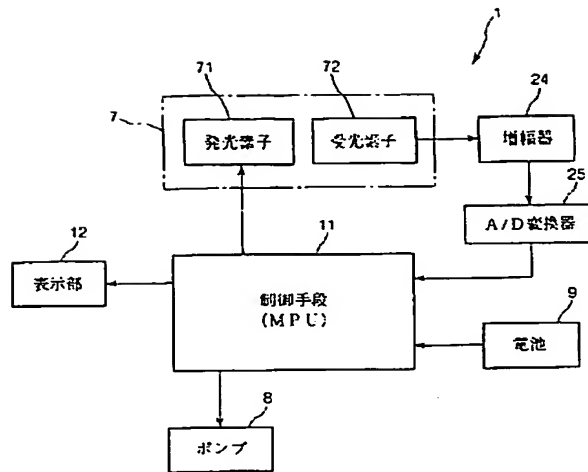 1
71
72
24
7
発光素子
受光素子
増幅器
25
A/D変換器
11
12
表示部
制御手段
(MPU)
9
電池
8
ポンプ